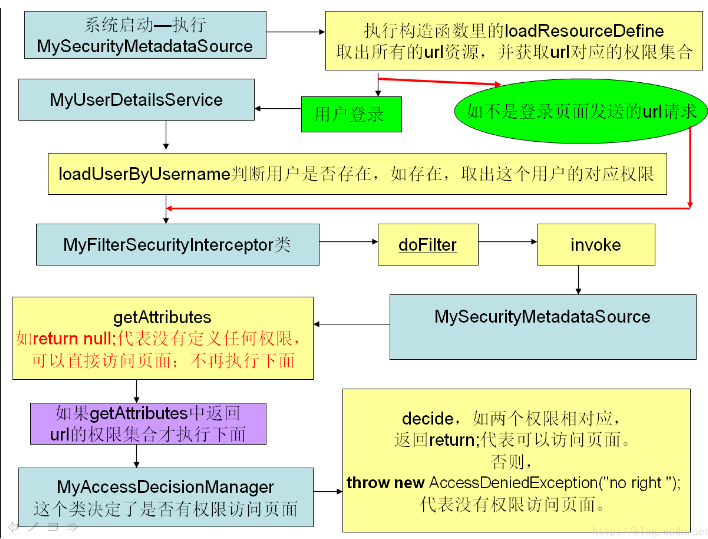 系统启动—执行
MySecurityMetadataSource
执行构造函数里的loadResourceDefine
取出所有的url资源，并获取url对应的权限集合
MyUserDetailsService
用户登录
如不是登录页面发送的url请求
loadUserByUsername判断用户是否存在，如存在，取出这个用户的对应权限
MyFilterSecurityInterceptor类
doFilter
invoke
MySecurityMetadataSource
getAttributes
如return null;代表没有定义任何权限，
可以直接访问页面；不再执行下面
如果getAttributes中返回
url的权限集合才执行下面
MyAccessDecisionManager
这个类决定了是否有权限访问页面
decide，如两个权限相对应，
返回return;代表可以访问页面。
否则，
throw new AccessDeniedException("no right ");
代表没有权限访问页面。
http://blog.csdn.net